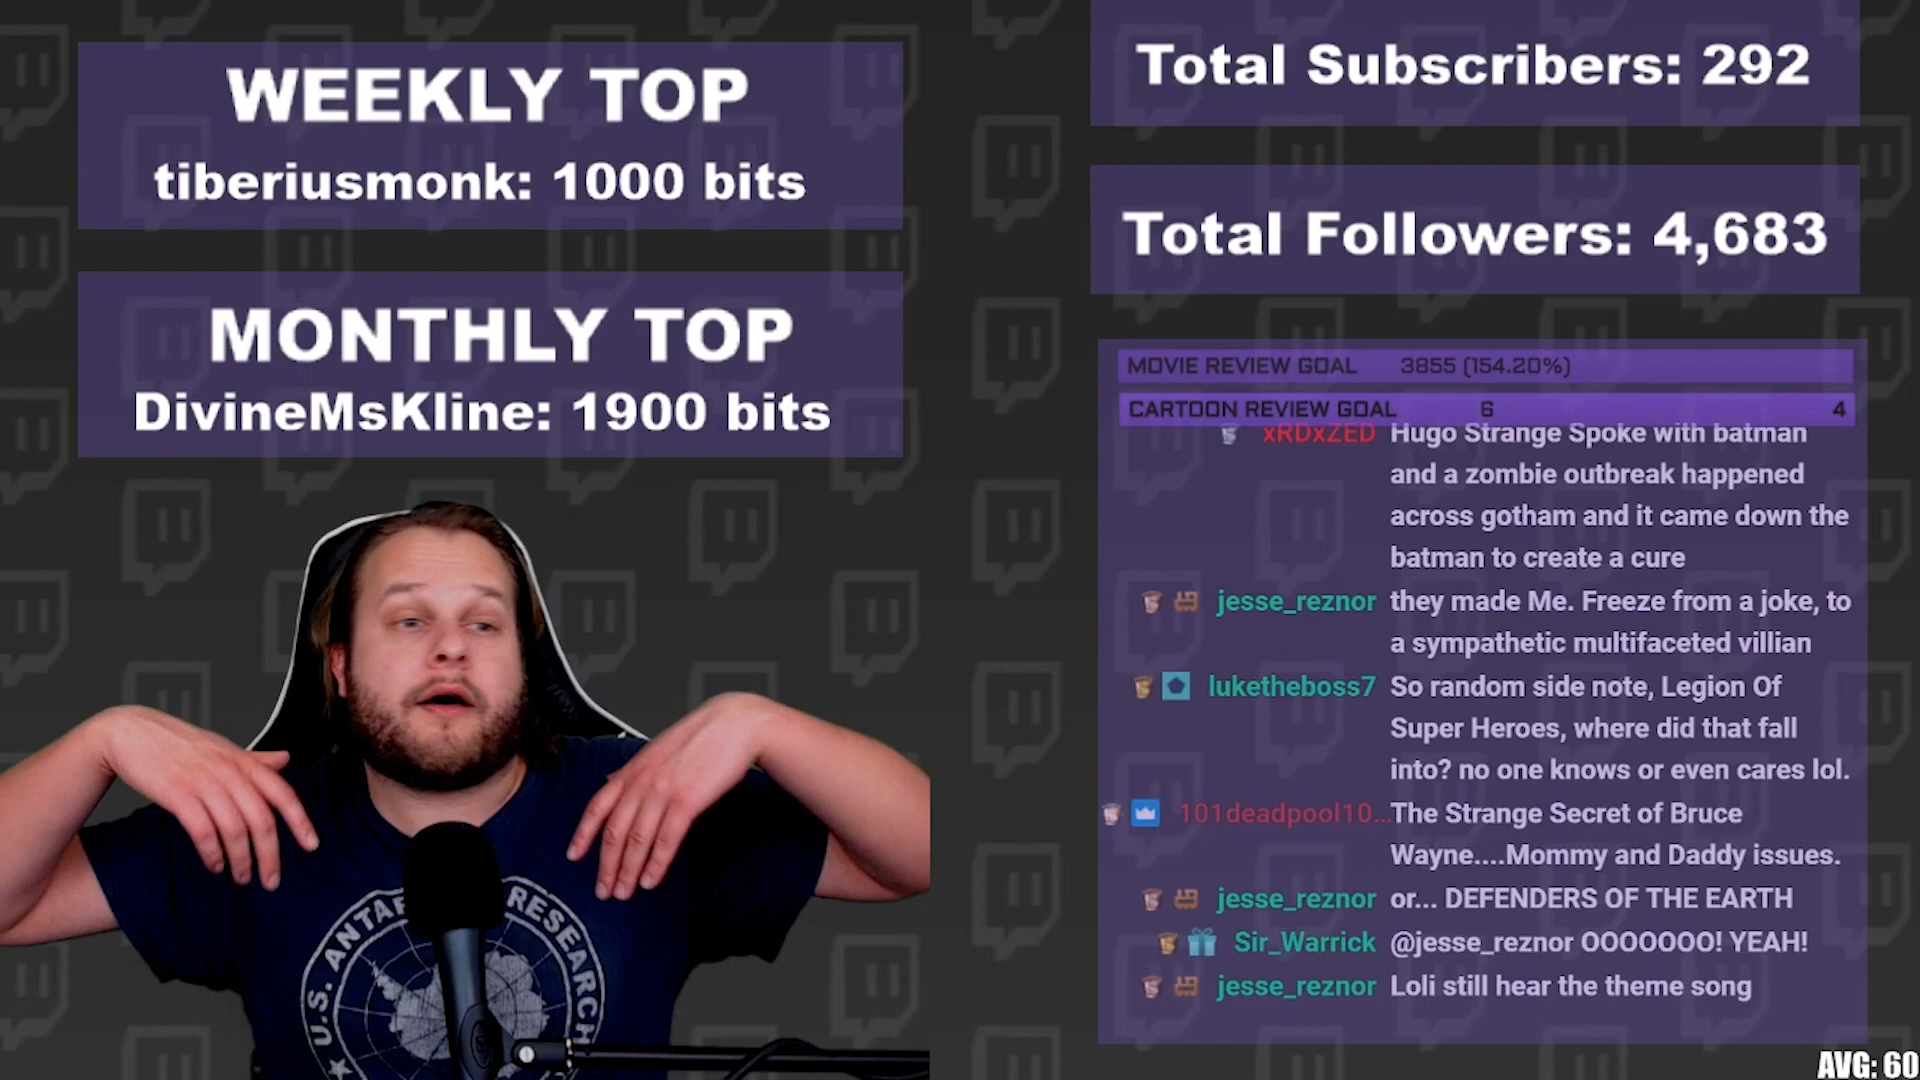 WEEKLY TOP
tiberiusmonk: 1000 bits
MONTHLY TOP
DivineMsKline: 1900 bits
Total Subscribers: 292
Total Followers: 4,683
MOVIE REVIEW GOAL 3855 (154.20%)
CARTOON REVIEW GOAL 6 4
xRDxZED Hugo Strange Spoke with batman
and a zombie outbreak happened
across gotham and it came down the
batman to create a cure
jesse_reznor they made Me. Freeze from a joke, to
a sympathetic multifaceted villian
luketheboss7 So random side note, Legion Of
Super Heroes, where did that fall
into? no one knows or even cares lol.
101deadpool10... The Strange Secret of Bruce
Wayne....Mommy and Daddy issues.
jesse_reznor or... DEFENDERS OF THE EARTH
Sir_Warrick @jesse_reznor OOOOOOO! YEAH!
jesse_reznor Loli still hear the theme song
U.S. ANTAR RESEARCH
AVG: 60